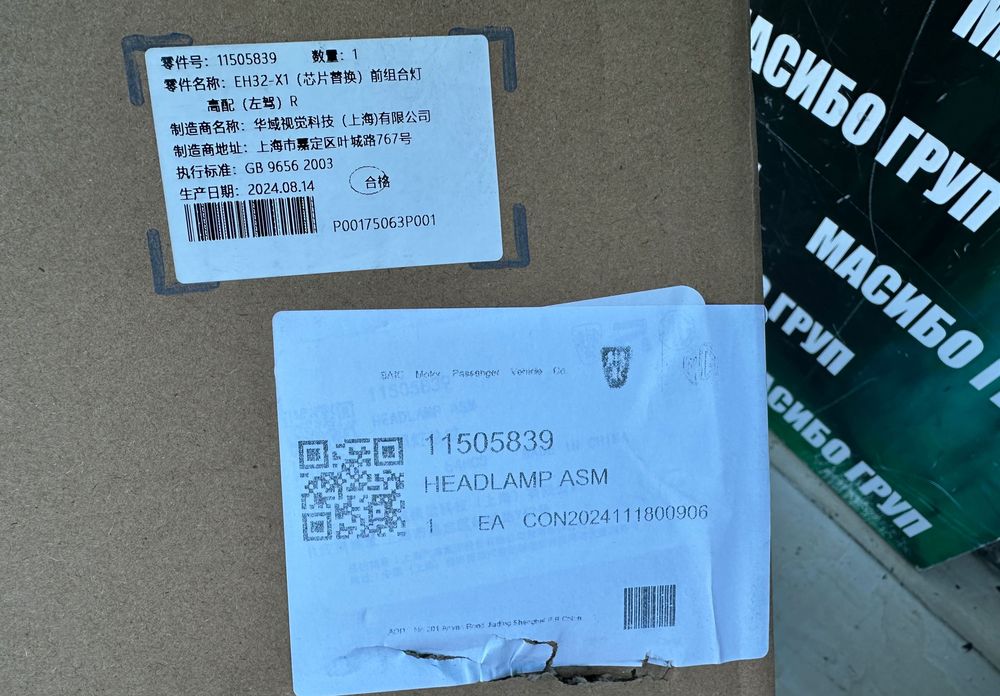 零件号：11505839 数量：1
零件名称：EH32-X1（芯片替换）前组合灯
高配（左驾）R
制造商名称：华域视觉科技（上海)有限公司
制造商地址：上海市嘉定区叶城路767号
执行标准：GB 9656 2003
生产日期：2024.08.14 合格
P00175063P001
SAIC Motor Passenger Vehicle Co
11505839
HEADLAMP ASM
1 EA CON2024111800906
МАСИБО ГРУП
МАСИБО
ГРУП
МАСИБО ГРУП